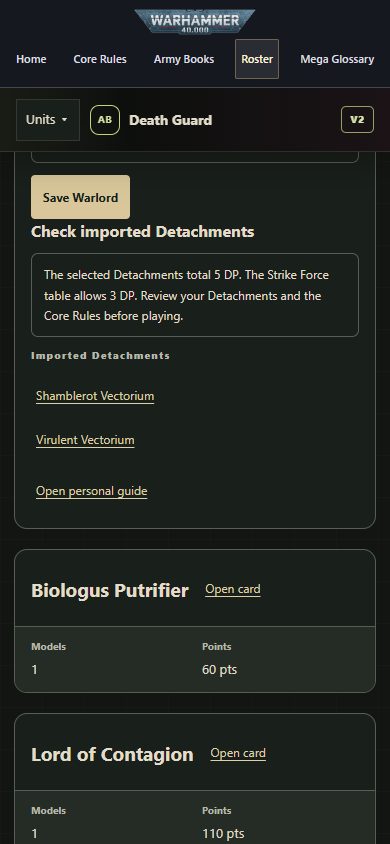 WARHAMMER
40,000
Home
Core Rules
Army Books
Roster
Mega Glossary
Units
AB
Death Guard
V2
Save Warlord
Check imported Detachments
The selected Detachments total 5 DP. The Strike Force
table allows 3 DP. Review your Detachments and the
Core Rules before playing.
Imported Detachments
Shamblerot Vectorium
Virulent Vectorium
Open personal guide
Biologus Putrifier
Open card
Models
Points
1
60 pts
Lord of Contagion
Open card
Models
Points
1
110 pts